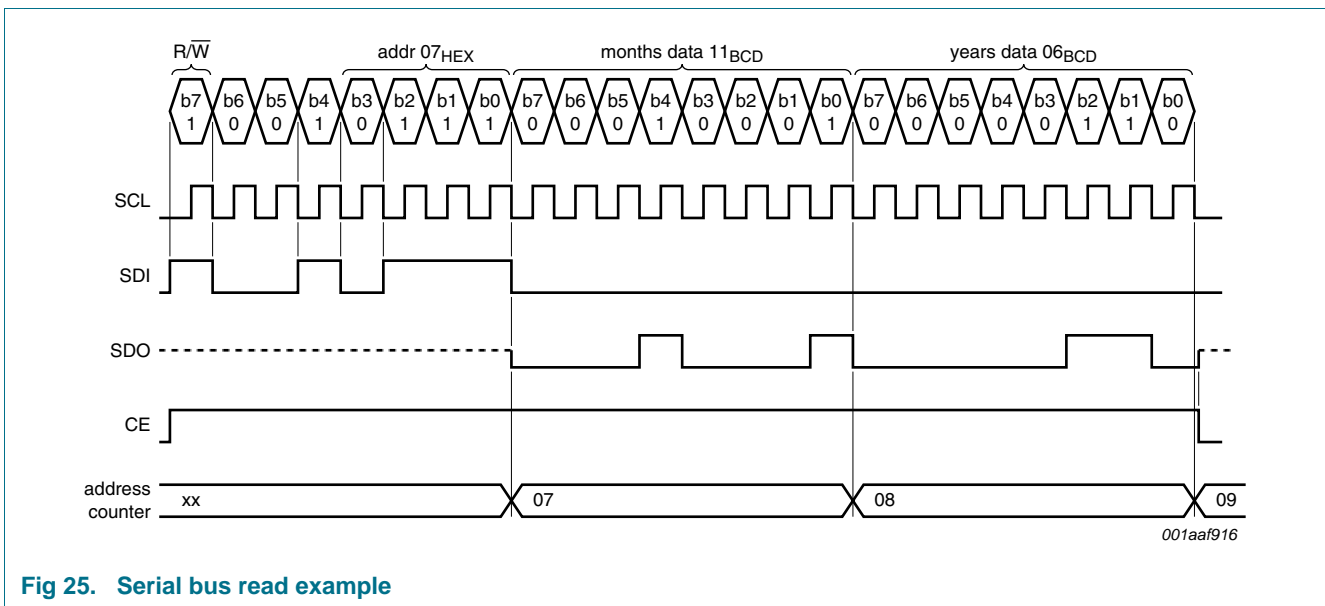 R/W addr 07HEX months data 11BCD years data 06BCD
b7 b6 b5 b4 b3 b2 b1 b0 b7 b6 b5 b4 b3 b2 b1 b0 b7 b6 b5 b4 b3 b2 b1 b0
1 0 0 1 0 1 1 1 0 0 0 1 0 0 0 1 0 0 0 0 0 1 1 0
SCL
SDI
SDO
CE
address
counter
xx 07 08 09
001aaf916
Fig 25. Serial bus read example